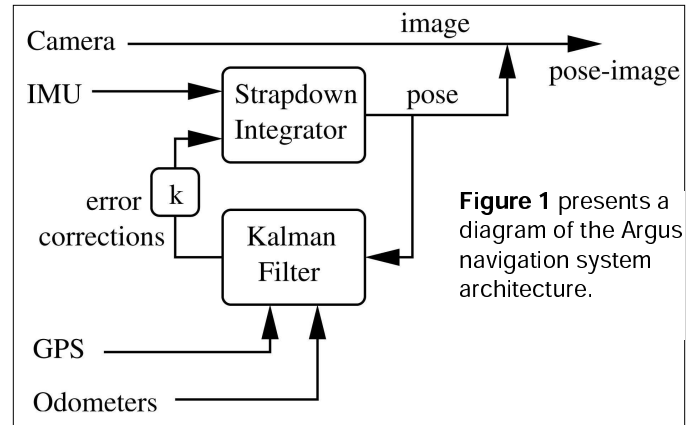 Camera
image
pose-image
IMU
Strapdown
Integrator
pose
k
error
corrections
Kalman
Filter
Figure 1 presents a
diagram of the Argus
navigation system
architecture.
GPS
Odometers